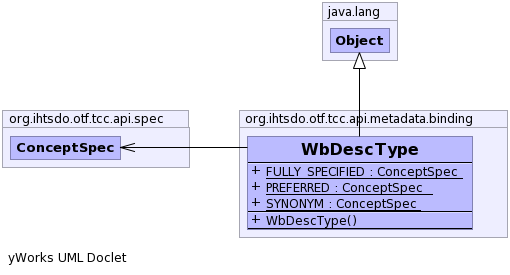 java.lang
Object
org.ihtsdo.otf.tcc.api.spec
ConceptSpec
org.ihtsdo.otf.tcc.api.metadata.binding
WbDescType
+ FULLY_SPECIFIED : ConceptSpec
+ PREFERRED : ConceptSpec
+ SYNONYM : ConceptSpec
+ WbDescType()
yWorks UML Doclet